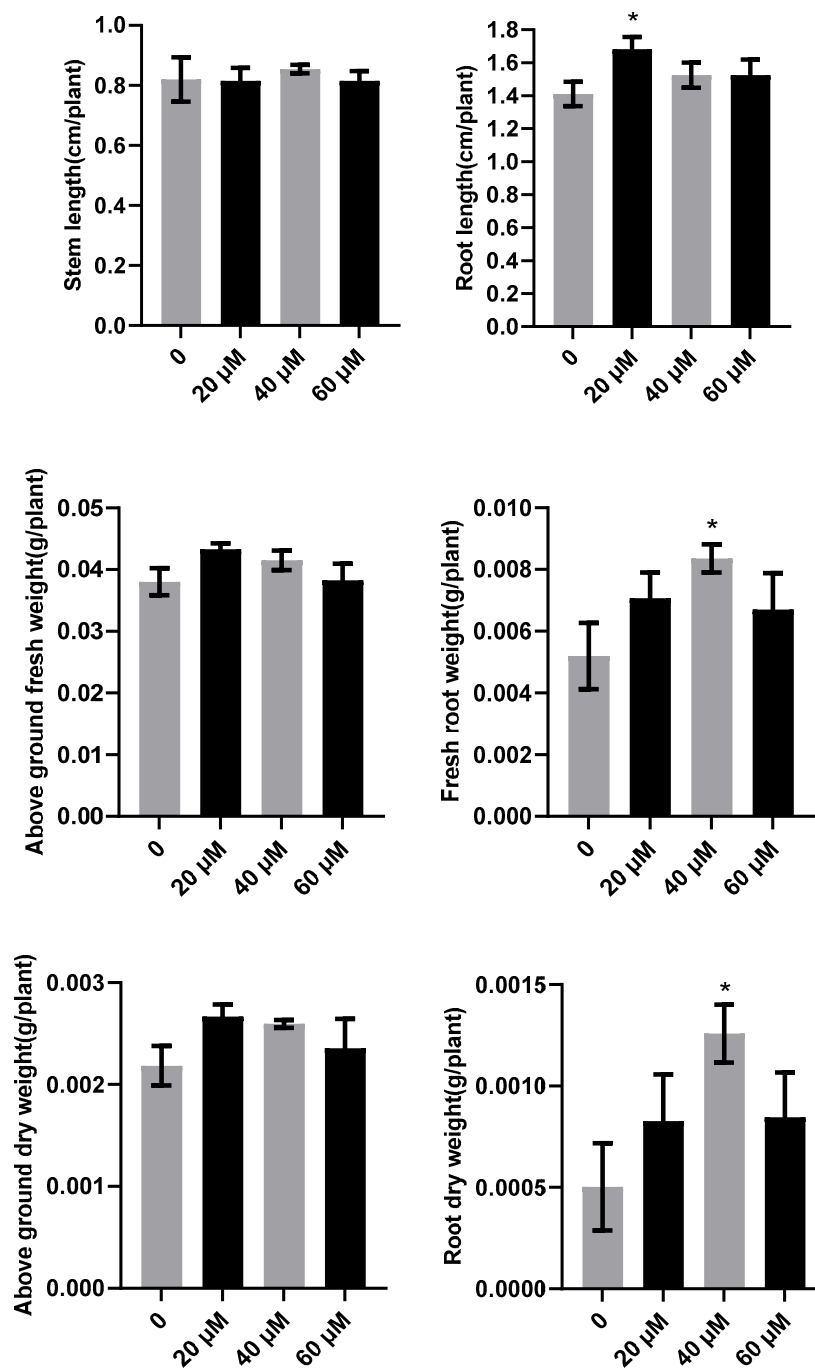 Stem length(cm/plant)
1.0
0.8
0.6
0.4
0.2
0.0
0
20 µM
40 µM
60 µM
Root length(cm/plant)
1.8
1.6
1.4
1.2
1.0
0.8
0.6
0.4
0.2
0.0
*
0
20 µM
40 µM
60 µM
Above ground fresh weight(g/plant)
0.05
0.04
0.03
0.02
0.01
0.00
0
20 µM
40 µM
60 µM
Fresh root weight(g/plant)
0.010
0.008
0.006
0.004
0.002
0.000
*
0
20 µM
40 µM
60 µM
Above ground dry weight(g/plant)
0.003
0.002
0.001
0.000
0
20 µM
40 µM
60 µM
Root dry weight(g/plant)
0.0015
0.0010
0.0005
0.0000
*
0
20 µM
40 µM
60 µM